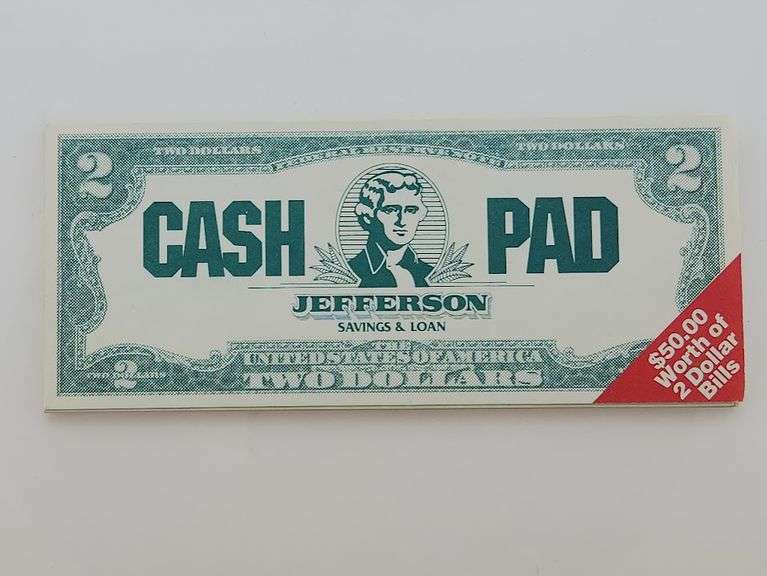 2
TWO DOLLARS
FEDERAL RESERVE NOTE
TWO DOLLARS
2
CASH PAD
JEFFERSON
SAVINGS & LOAN
THE
UNITED STATES OF AMERICA
TWO DOLLARS
2
$50.00
Worth of
2 Dollar
Bills